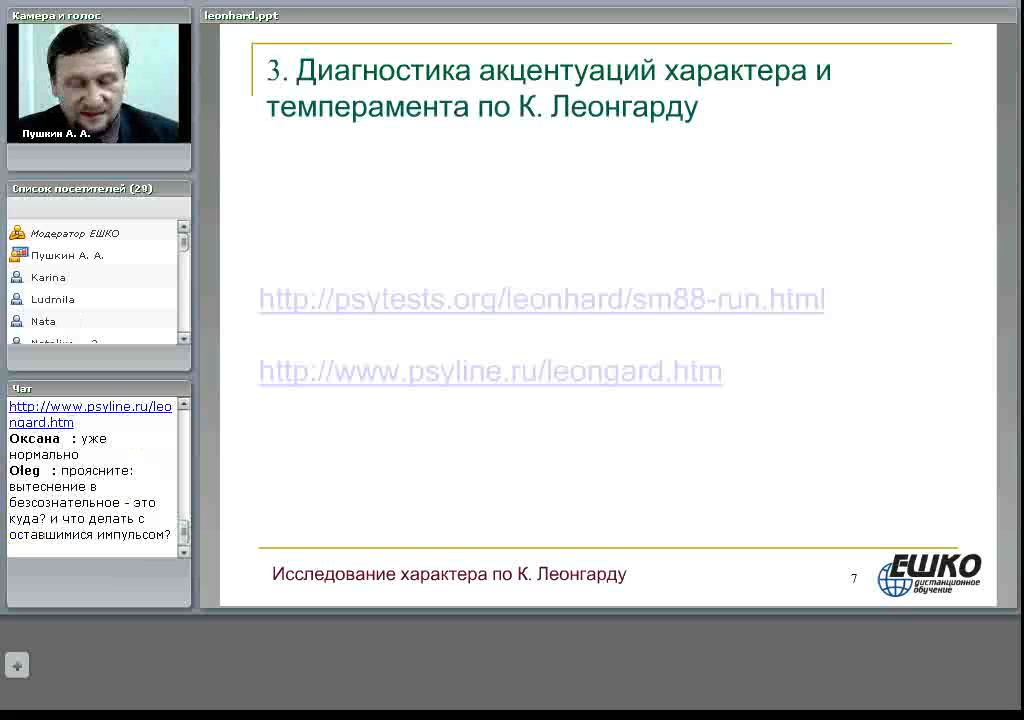 Камера и голос
Пушкин А. А.
Список посетителей (29)
Модератор ЕШКО
Пушкин А. А.
Karina
Ludmila
Nata
Чат
http://www.psyline.ru/leo
ngard.htm
Оксана : уже
нормально
Oleg : проясните:
вытеснение в
безсознательное - это
куда? и что делать с
оставшимися импульсом?
leonhard.ppt
3. Диагностика акцентуаций характера и
темперамента по К. Леонгарду
http://psytests.org/leonhard/sm88-run.html
http://www.psyline.ru/leongard.htm
Исследование характера по К. Леонгарду
7
ЕШКО
дистанционное
обучение